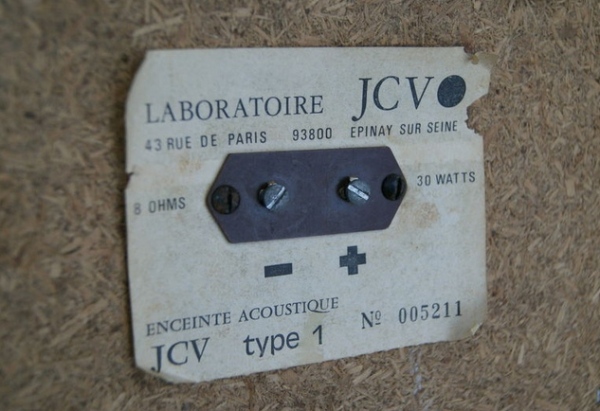 LABORATOIRE JCV
43 RUE DE PARIS 93800 EPINAY SUR SEINE
8 OHMS 30 WATTS
- +
ENCEINTE ACOUSTIQUE Nº 005211
JCV type 1